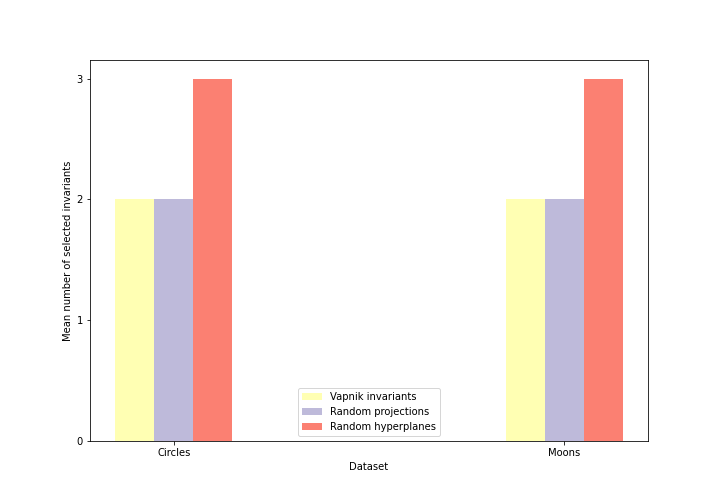 3
2
1
0
Mean number of selected invariants
Vapnik invariants
Random projections
Random hyperplanes
Circles
Moons
Dataset